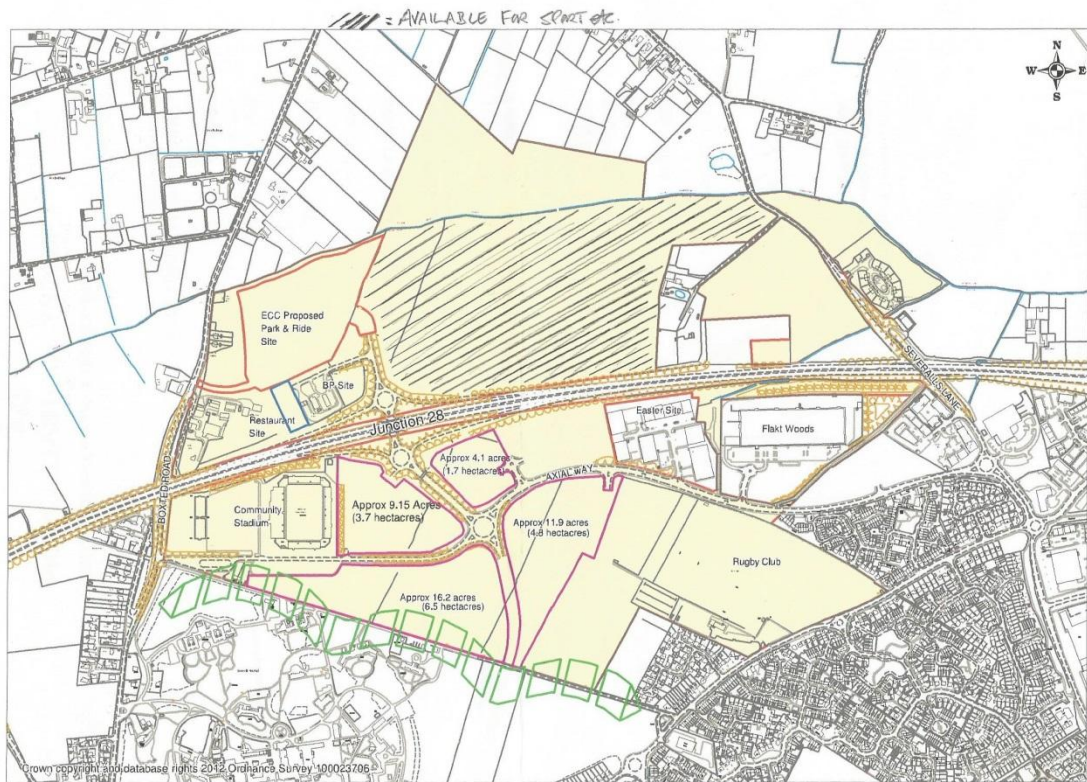 = AVAILABLE FOR SPORT etc.
N
W E
S
ECC Proposed
Park & Ride
Site
BP Site
Restaurant
Site
Junction 28
BOXTED ROAD
SEVERALLS LANE
Easter Site
Flakt Woods
Approx 4.1 acres
(1.7 hectacres)
AXIAL WAY
Community
Stadium
Approx 9.15 Acres
(3.7 hectacres)
Approx 11.9 acres
(4.8 hectacres)
Rugby Club
Approx 16.2 acres
(6.5 hectacres)
Crown copyright and database rights 2012 Ordnance Survey 100023706